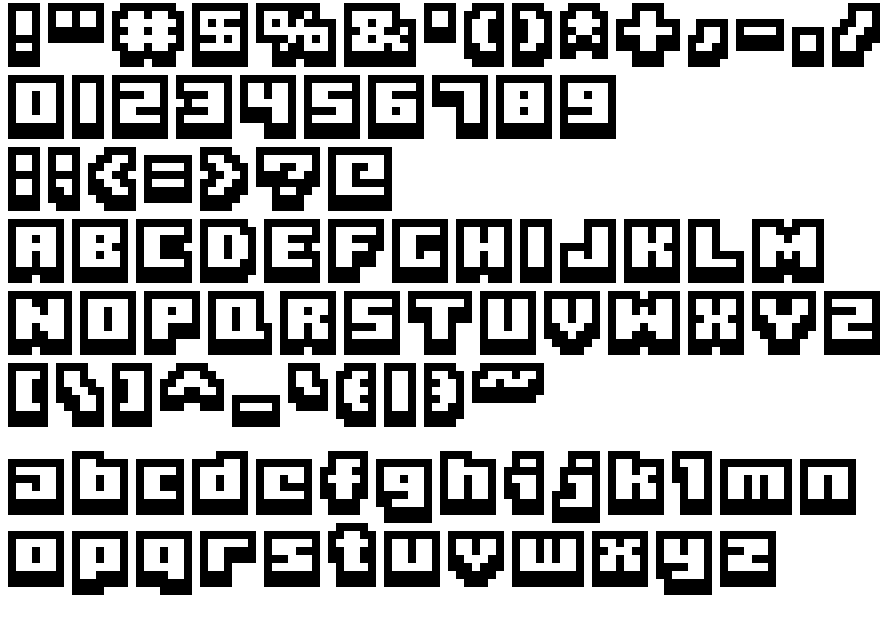 !"#$%&'()*+,-./
0123456789
:;<=>?@
ABCDEFGHIJKLM
NOPQRSTUVWXYZ
[\]^_`{|}~
abcdefghijklmn
opqrstuvwxyz